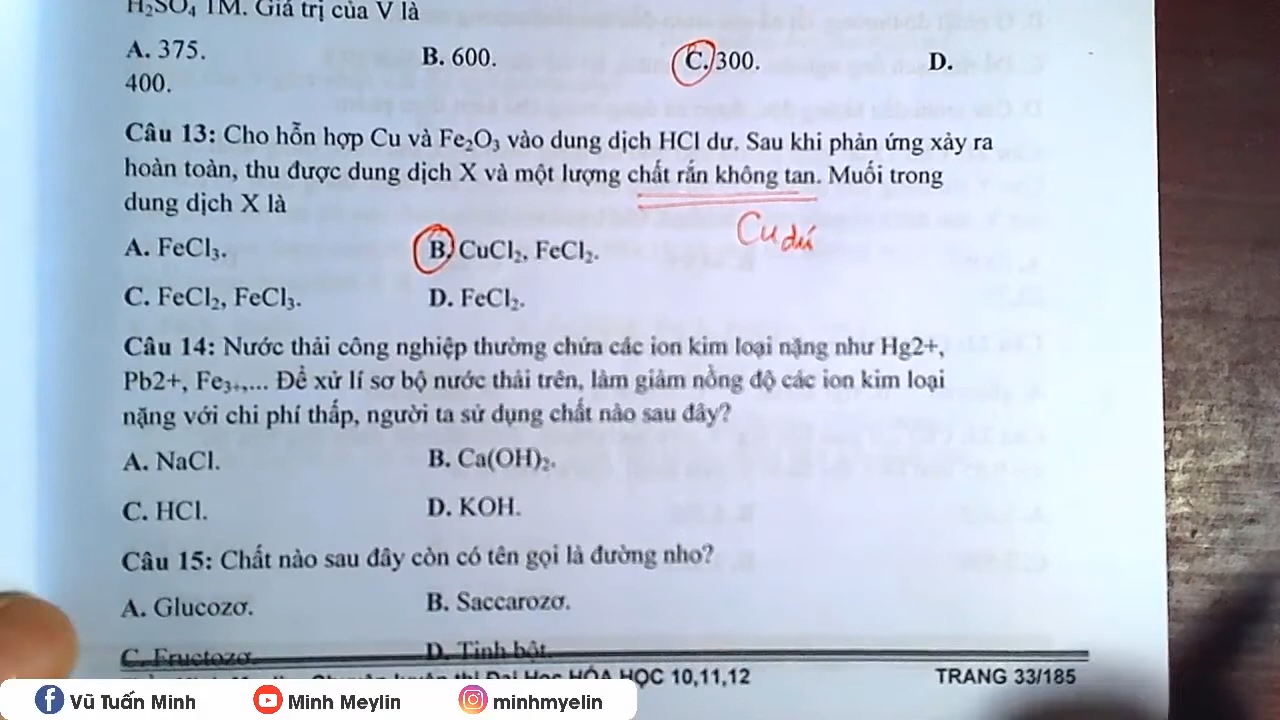 H₂SO₄ 1M. Giá trị của V là
A. 375. B. 600. C. 300. D.
400.
Câu 13: Cho hỗn hợp Cu và Fe₂O₃ vào dung dịch HCl dư. Sau khi phản ứng xảy ra
hoàn toàn, thu được dung dịch X và một lượng chất rắn không tan. Muối trong
dung dịch X là
Cu dư
A. FeCl₃. B. CuCl₂, FeCl₂.
C. FeCl₂, FeCl₃. D. FeCl₂.
Câu 14: Nước thải công nghiệp thường chứa các ion kim loại nặng như Hg2+,
Pb2+, Fe₃₊,... Để xử lí sơ bộ nước thải trên, làm giảm nồng độ các ion kim loại
nặng với chi phí thấp, người ta sử dụng chất nào sau đây?
A. NaCl. B. Ca(OH)₂.
C. HCl. D. KOH.
Câu 15: Chất nào sau đây còn có tên gọi là đường nho?
A. Glucozơ. B. Saccarozơ.
C. Fructozơ. D. Tinh bột.
HÓA HỌC 10,11,12 TRANG 33/185
Vũ Tuấn Minh Minh Meylin minhmyelin